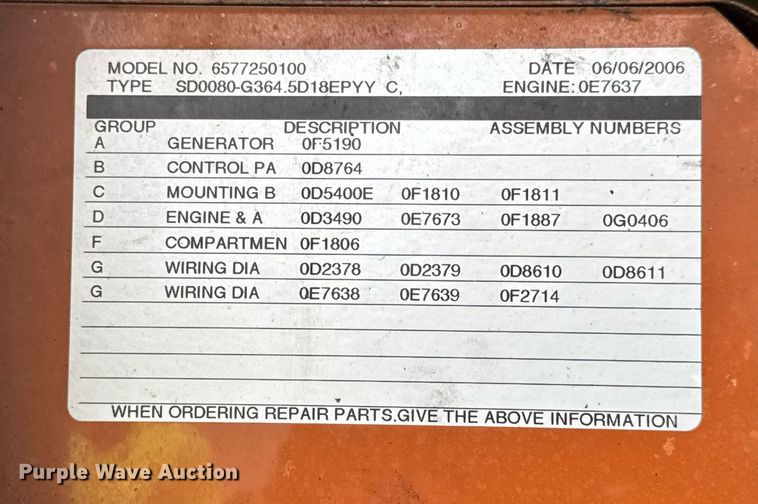 MODEL NO. 6577250100 DATE 06/06/2006
TYPE SD0080-G364.5D18EPYY C, ENGINE: 0E7637
GROUP DESCRIPTION ASSEMBLY NUMBERS
A GENERATOR 0F5190
B CONTROL PA 0D8764
C MOUNTING B 0D5400E 0F1810 0F1811
D ENGINE & A 0D3490 0E7673 0F1887 0G0406
F COMPARTMEN 0F1806
G WIRING DIA 0D2378 0D2379 0D8610 0D8611
G WIRING DIA 0E7638 0E7639 0F2714
WHEN ORDERING REPAIR PARTS,GIVE THE ABOVE INFORMATION
Purple Wave Auction